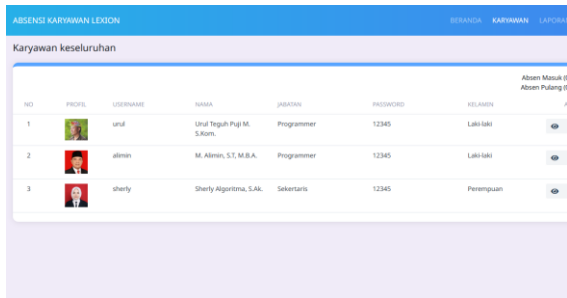 ABSENSI KARYAWAN LEXION BERANDA KARYAWAN LAPORA
Karyawan keseluruhan
Absen Masuk (
Absen Pulang (
NO PROFIL USERNAME NAMA JABATAN PASSWORD KELAMIN A
1 urul Urul Teguh Puji M. Programmer 12345 Laki-laki
S.Kom.
2 alimin M. Alimin, S.T, M.B.A. Programmer 12345 Laki-laki
3 sherly Sherly Algoritma, S.Ak. Sekertaris 12345 Perempuan